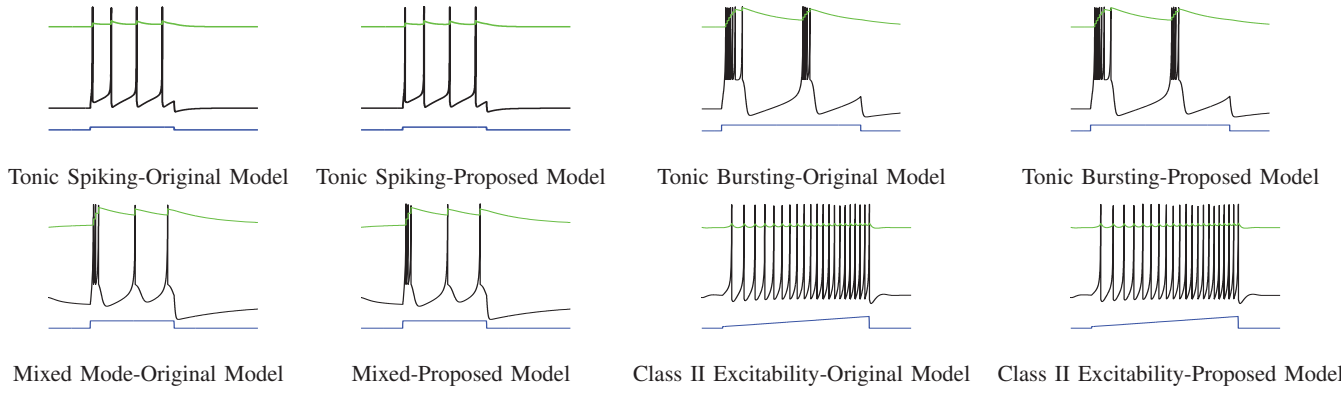 Tonic Spiking-Original Model
Tonic Spiking-Proposed Model
Tonic Bursting-Original Model
Tonic Bursting-Proposed Model
Mixed Mode-Original Model
Mixed-Proposed Model
Class II Excitability-Original Model
Class II Excitability-Proposed Model